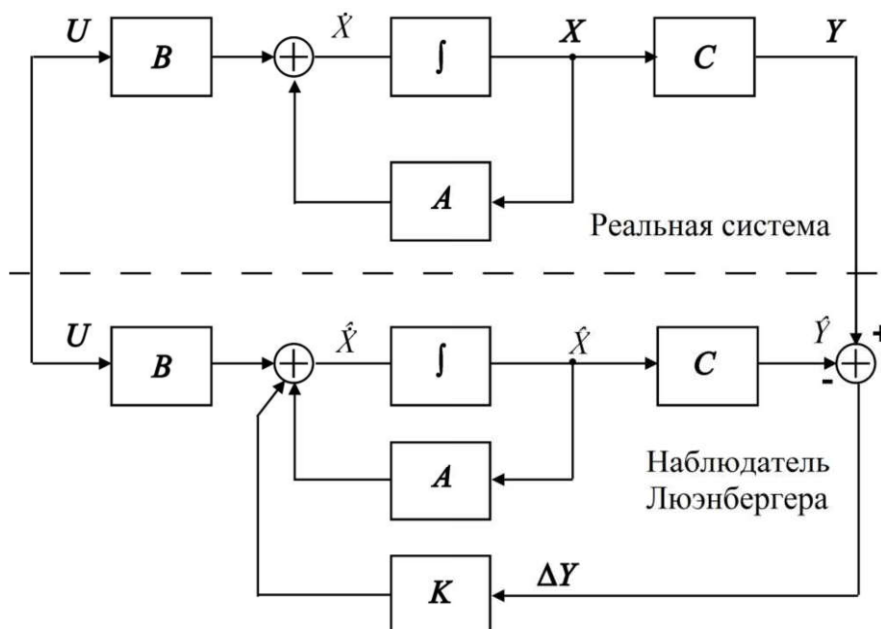 U B Ẋ ∫ X C Y
A
Реальная система
U B X̂̇ ∫ X̂ C Ŷ +
-
A
Наблюдатель
Люэнбергера
K ΔY